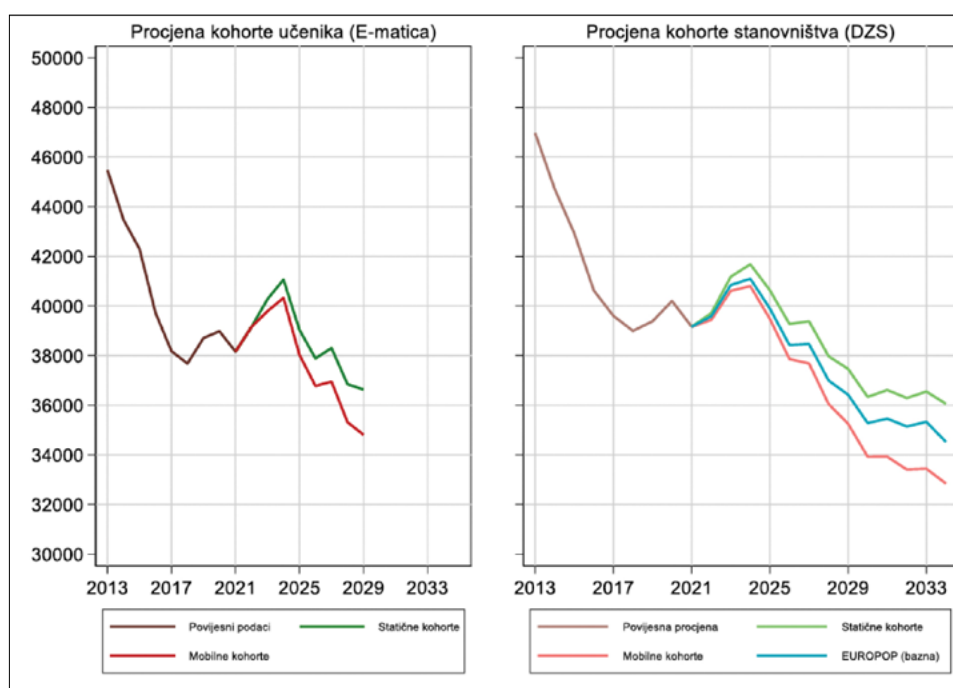 Procjena kohorte učenika (E-matica)
Procjena kohorte stanovništva (DZS)
50000
48000
46000
44000
42000
40000
38000
36000
34000
32000
30000
2013 2017 2021 2025 2029 2033
2013 2017 2021 2025 2029 2033
Povijesni podaci Statične kohorte
Mobilne kohorte
Povijesna procjena Statične kohorte
Mobilne kohorte EUROPOP (bazna)